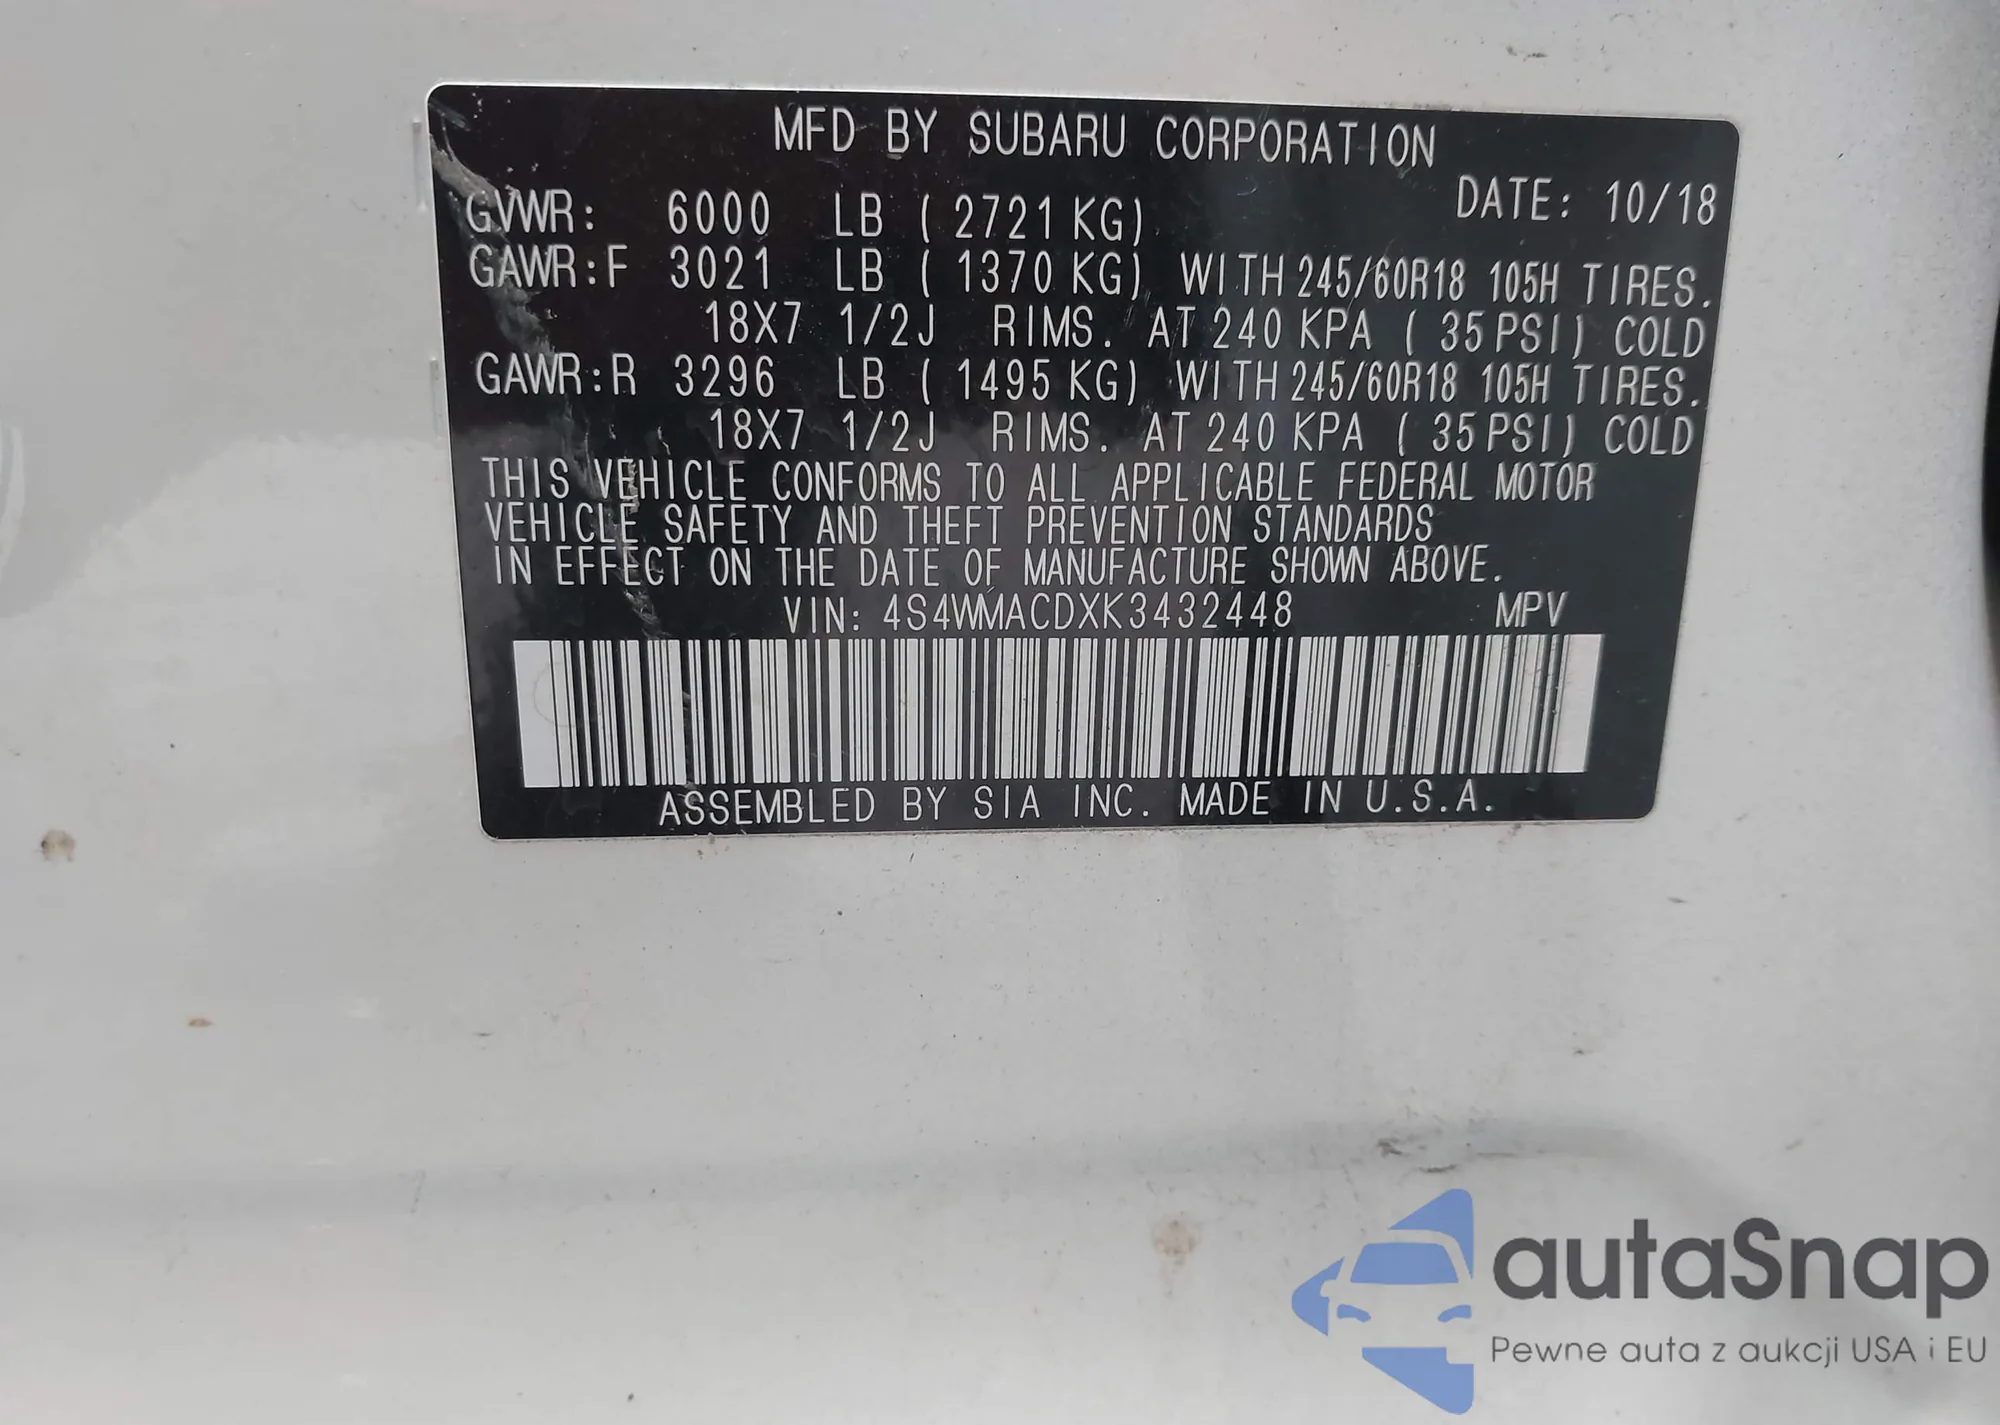 MFD BY SUBARU CORPORATION
DATE: 10/18
GVWR: 6000 LB ( 2721 KG)
GAWR:F 3021 LB ( 1370 KG) WITH 245/60R18 105H TIRES.
18X7 1/2J RIMS. AT 240 KPA ( 35 PSI) COLD
GAWR:R 3296 LB ( 1495 KG) WITH 245/60R18 105H TIRES.
18X7 1/2J RIMS. AT 240 KPA ( 35 PSI) COLD
THIS VEHICLE CONFORMS TO ALL APPLICABLE FEDERAL MOTOR
VEHICLE SAFETY AND THEFT PREVENTION STANDARDS
IN EFFECT ON THE DATE OF MANUFACTURE SHOWN ABOVE.
VIN: 4S4WMACDXK3432448 MPV
ASSEMBLED BY SIA INC. MADE IN U.S.A.
autaSnap
Pewne auta z aukcji USA i EU